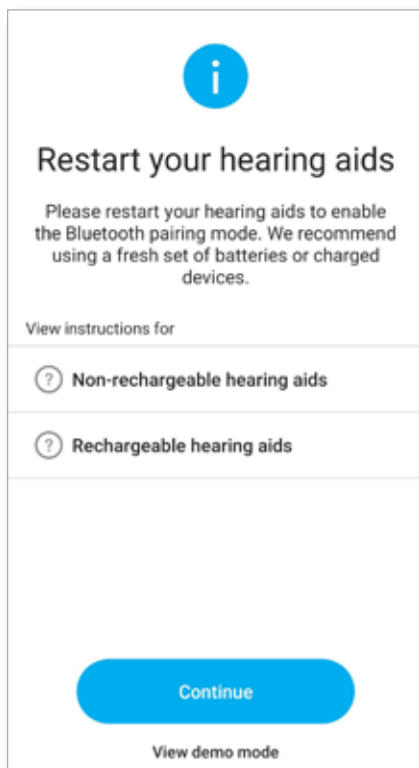 i
Restart your hearing aids
Please restart your hearing aids to enable
the Bluetooth pairing mode. We recommend
using a fresh set of batteries or charged
devices.
View instructions for
? Non-rechargeable hearing aids
? Rechargeable hearing aids
Continue
View demo mode